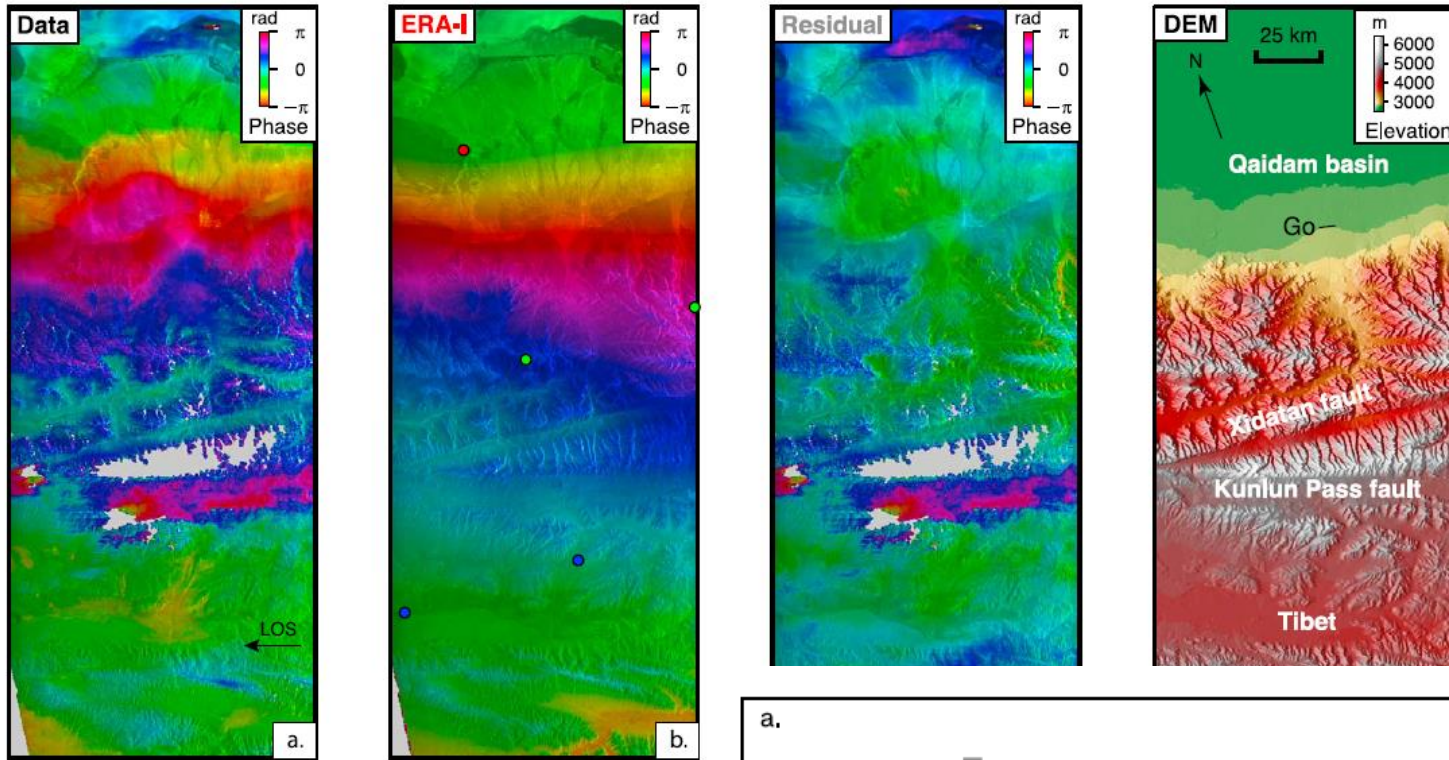 Data
rad
π
0
−π
Phase
LOS
a.
ERA-I
rad
π
0
−π
Phase
b.
Residual
rad
π
0
−π
Phase
DEM
25 km
N
m
6000
5000
4000
3000
Elevation
Qaidam basin
Go
Xidatan fault
Kunlun Pass fault
Tibet
a.